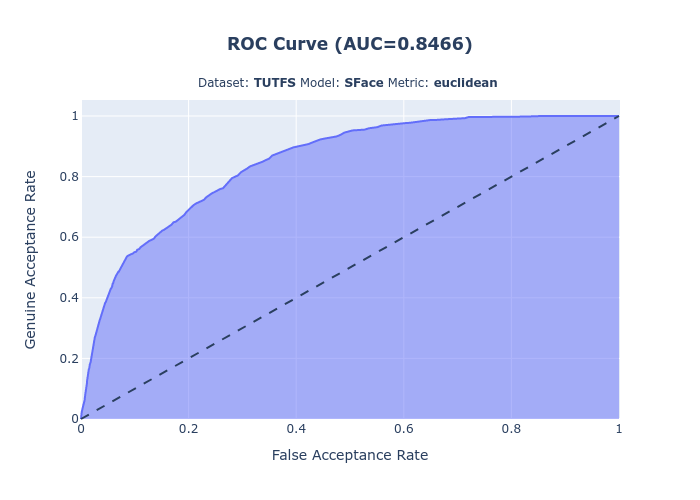 ROC Curve (AUC=0.8466)
Dataset: TUTFS Model: SFace Metric: euclidean
Genuine Acceptance Rate
1
0.8
0.6
0.4
0.2
0
0 0.2 0.4 0.6 0.8 1
False Acceptance Rate